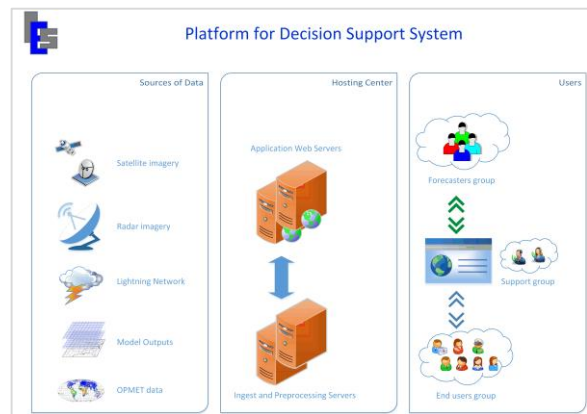 IES
Platform for Decision Support System
Sources of Data
Satellite imagery
Radar imagery
Lightning Network
Model Outputs
OPMET data
Hosting Center
Application Web Servers
Ingest and Preprocessing Servers
Users
Forecasters group
Support group
End users group